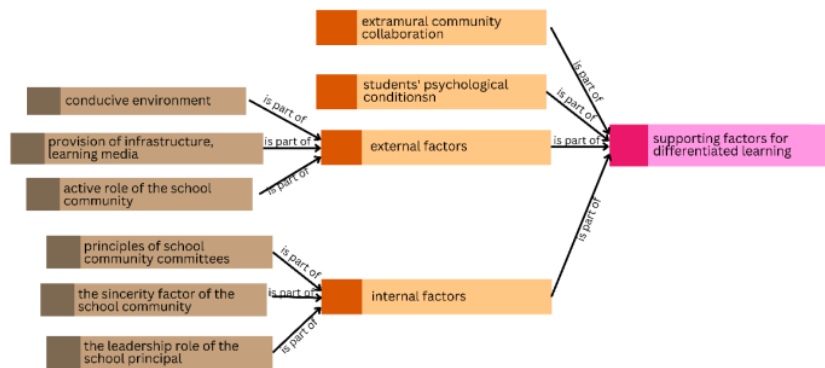 extramural community
collaboration
is part of
students' psychological
conditionsn
is part of
conducive environment
is part of
provision of infrastructure,
learning media
is part of
external factors
is part of
supporting factors for
differentiated learning
active role of the school
community
is part of
principles of school
community committees
is part of
is part of
the sincerity factor of the
school community
is part of
internal factors
the leadership role of the
school principal
is part of